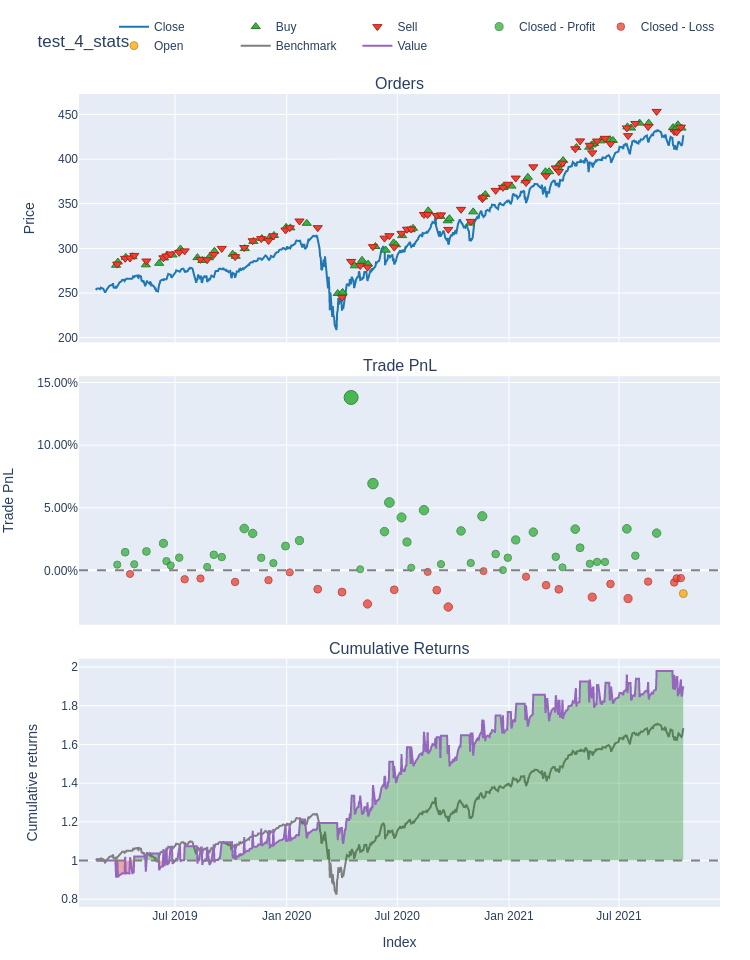 test_4_stats
Close
Buy
Sell
Closed - Profit
Closed - Loss
Open
Benchmark
Value
Orders
450
400
350
300
250
200
Price
Trade PnL
15.00%
10.00%
5.00%
0.00%
Trade PnL
Cumulative Returns
2
1.8
1.6
1.4
1.2
1
0.8
Cumulative returns
Jul 2019
Jan 2020
Jul 2020
Jan 2021
Jul 2021
Index